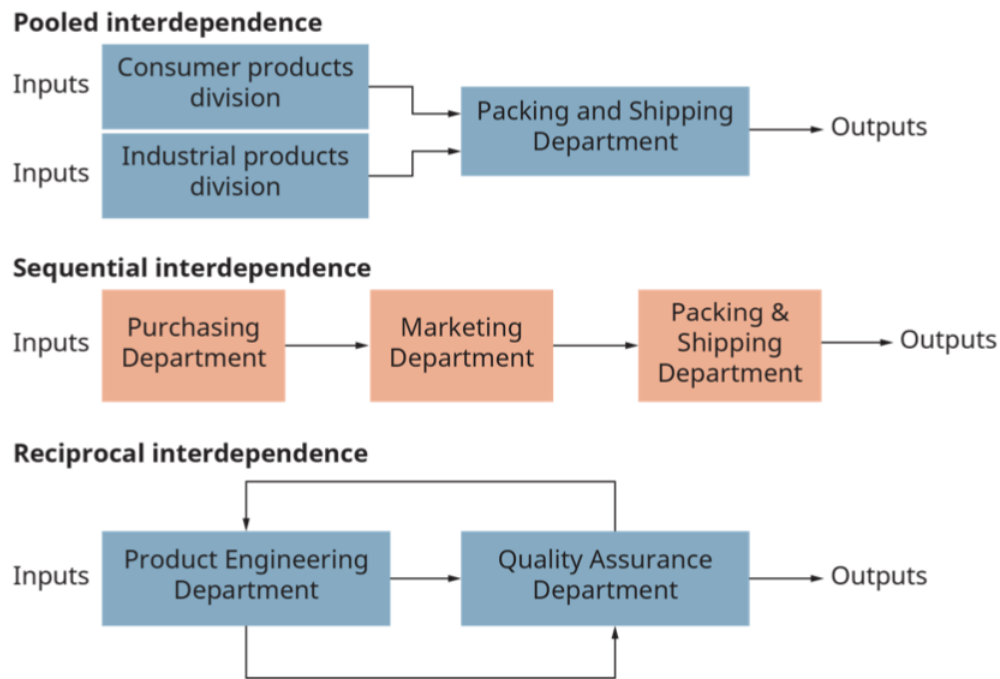 Pooled interdependence
Inputs
Consumer products
division
Inputs
Industrial products
division
Packing and Shipping
Department
Outputs
Sequential interdependence
Inputs
Purchasing
Department
Marketing
Department
Packing &
Shipping
Department
Outputs
Reciprocal interdependence
Inputs
Product Engineering
Department
Quality Assurance
Department
Outputs